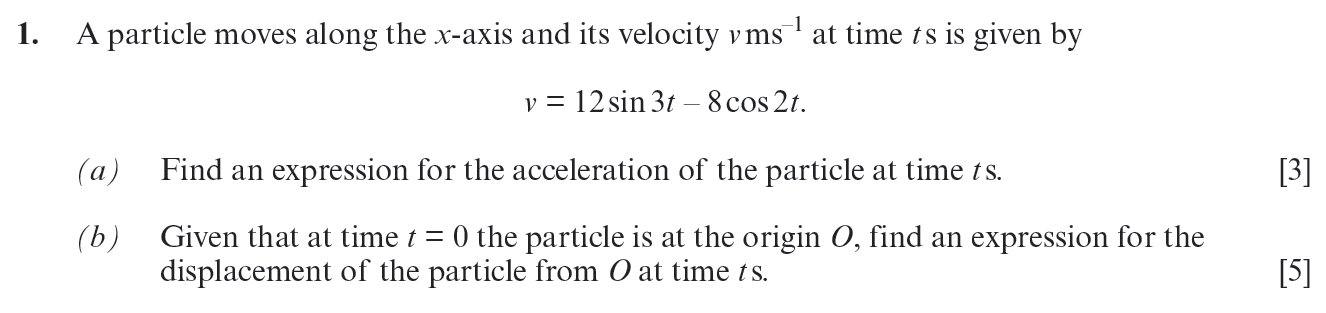 1. A particle moves along the x-axis and its velocity v ms⁻¹ at time t s is given by
v = 12 sin 3t – 8 cos 2t.
(a) Find an expression for the acceleration of the particle at time t s. [3]
(b) Given that at time t = 0 the particle is at the origin O, find an expression for the
displacement of the particle from O at time t s. [5]